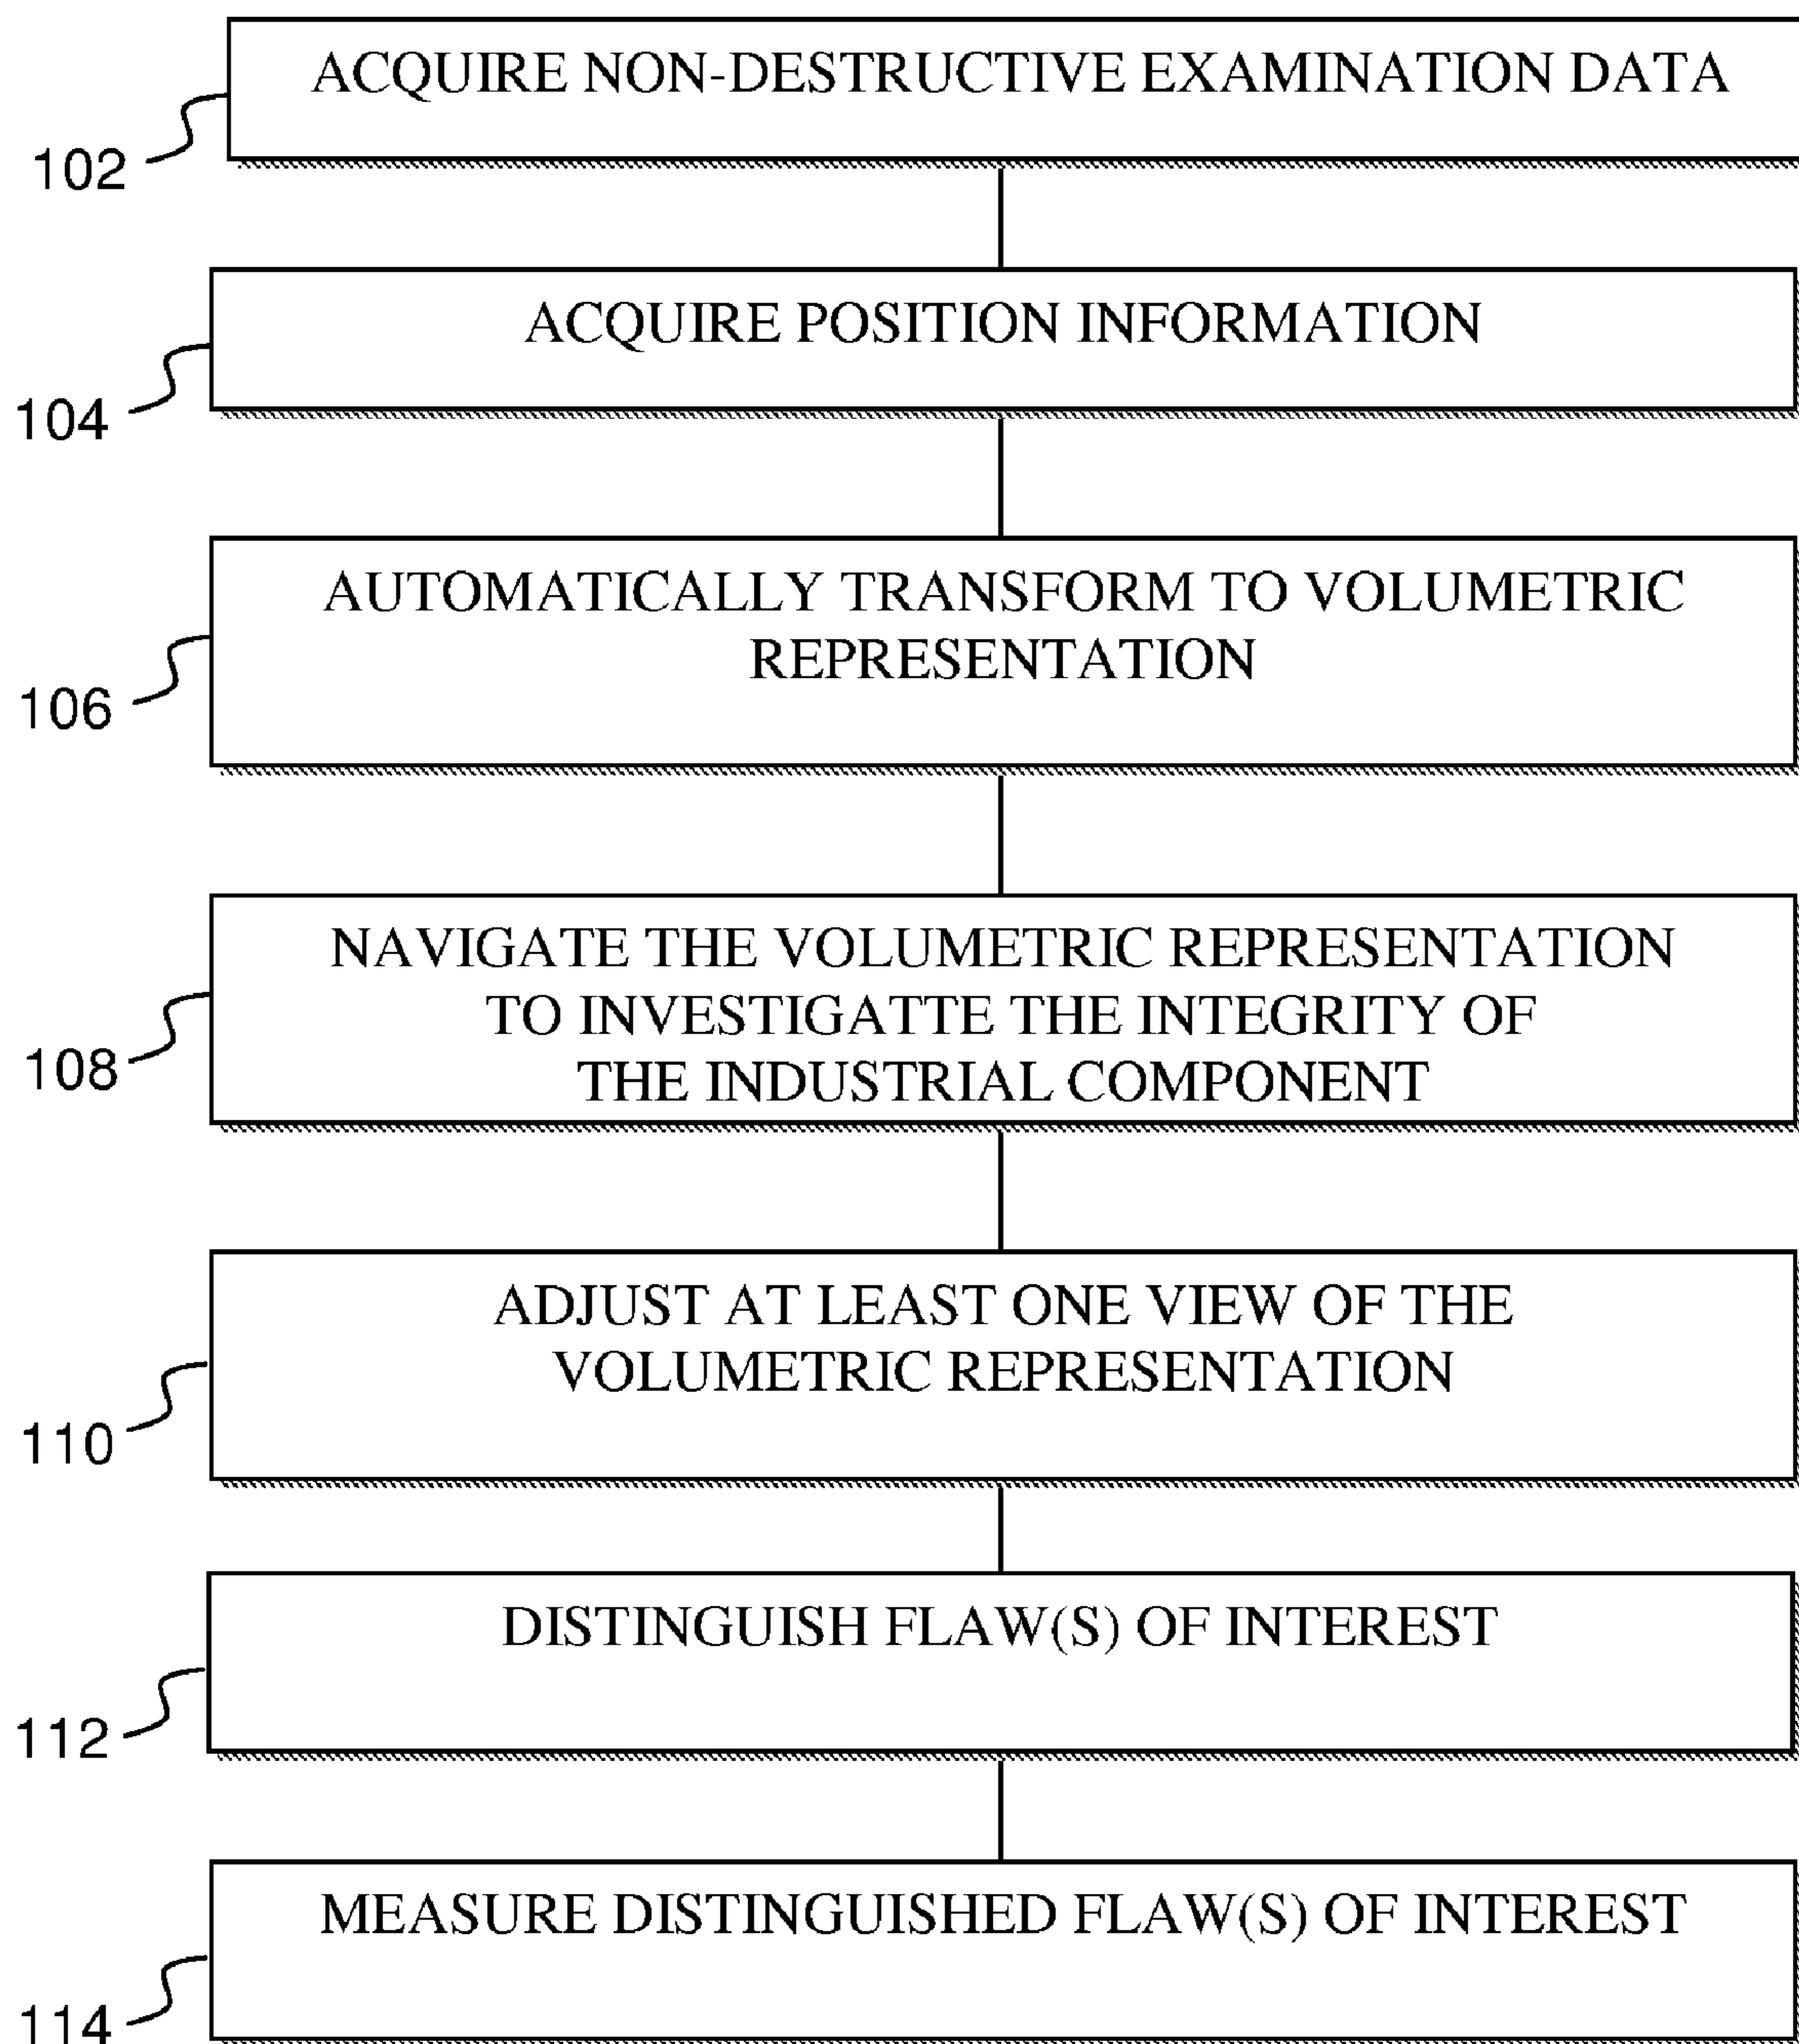 ACQUIRE NON-DESTRUCTIVE EXAMINATION DATA
102
ACQUIRE POSITION INFORMATION
104
AUTOMATICALLY TRANSFORM TO VOLUMETRIC
REPRESENTATION
106
NAVIGATE THE VOLUMETRIC REPRESENTATION
TO INVESTIGATTE THE INTEGRITY OF
THE INDUSTRIAL COMPONENT
108
ADJUST AT LEAST ONE VIEW OF THE
VOLUMETRIC REPRESENTATION
110
DISTINGUISH FLAW(S) OF INTEREST
112
MEASURE DISTINGUISHED FLAW(S) OF INTEREST
114